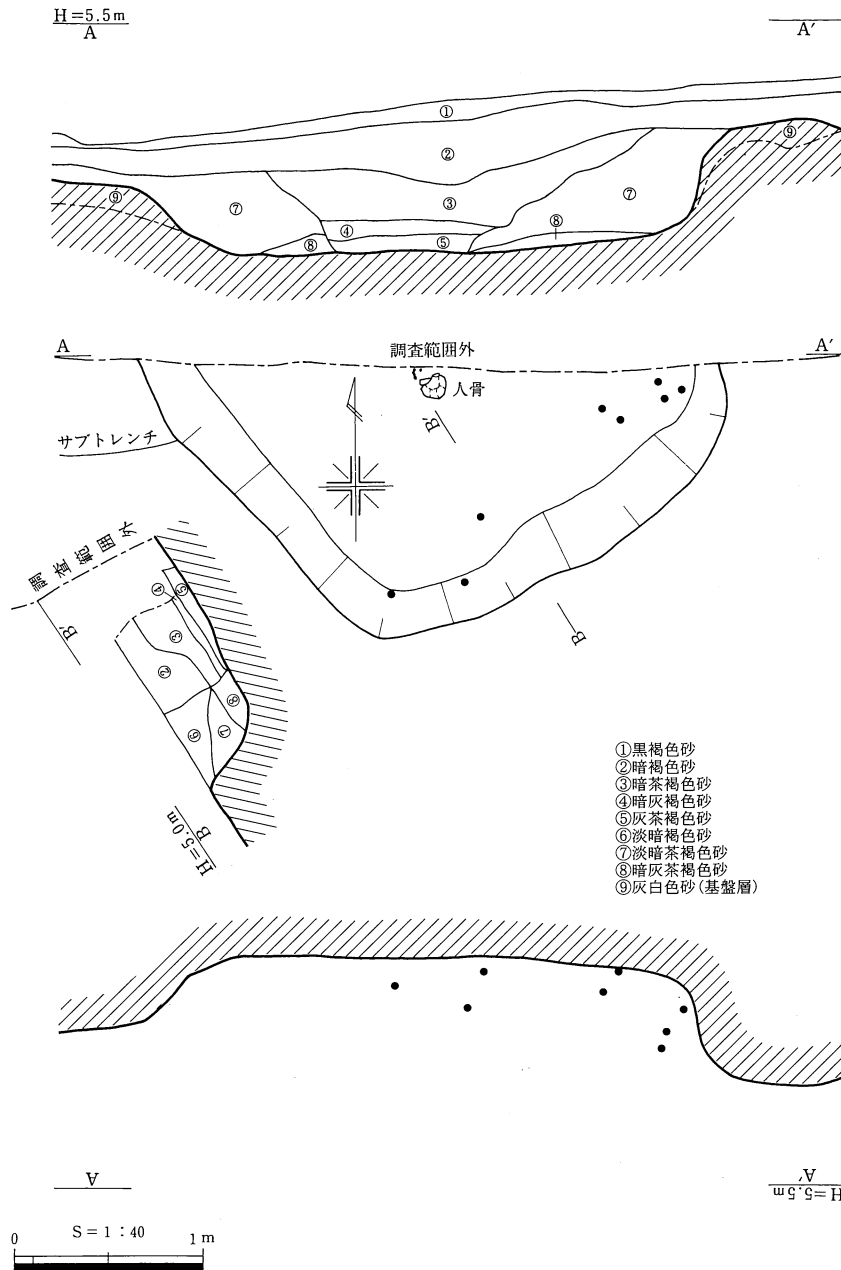 H=5.5m
A
A′
①
②
③
④
⑤
⑦
⑦
⑧
⑧
⑨
⑨
A
調査範囲外
A′
人骨
B′
サブトレンチ
B
調査範囲外
B′
④
⑤
③
②
⑧
⑥
⑦
H=5.0m
B
①黒褐色砂
②暗褐色砂
③暗茶褐色砂
④暗灰褐色砂
⑤灰茶褐色砂
⑥淡暗褐色砂
⑦淡暗茶褐色砂
⑧暗灰茶褐色砂
⑨灰白色砂(基盤層)
A
A′
H=5.5m
S=1:40
0
1m